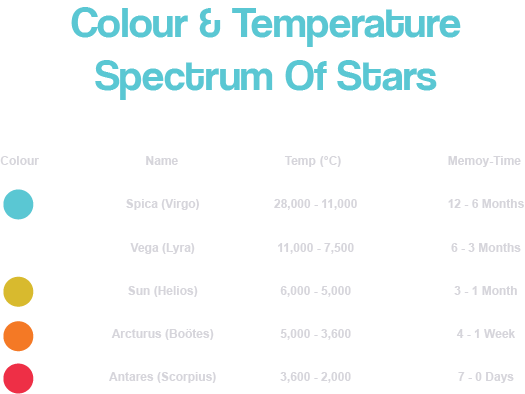 Colour & Temperature
Spectrum Of Stars
Colour Name Temp (°C) Memoy-Time
Spica (Virgo) 28,000 - 11,000 12 - 6 Months
Vega (Lyra) 11,000 - 7,500 6 - 3 Months
Sun (Helios) 6,000 - 5,000 3 - 1 Month
Arcturus (Boötes) 5,000 - 3,600 4 - 1 Week
Antares (Scorpius) 3,600 - 2,000 7 - 0 Days